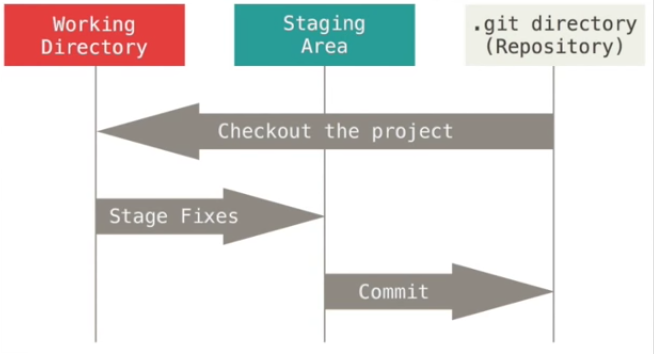 Working
Directory
Staging
Area
.git directory
(Repository)
Checkout the project
Stage Fixes
Commit